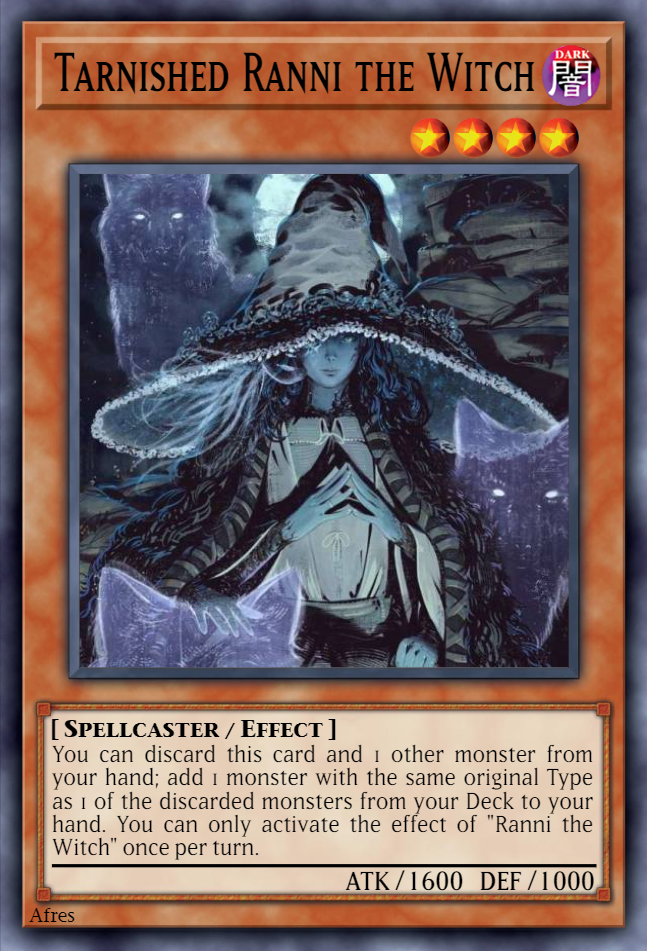 Tarnished Ranni the Witch
DARK
闇
[ Spellcaster / Effect ]
You can discard this card and 1 other monster from
your hand; add 1 monster with the same original Type
as 1 of the discarded monsters from your Deck to your
hand. You can only activate the effect of "Ranni the
Witch" once per turn.
ATK / 1600 DEF / 1000
Afres